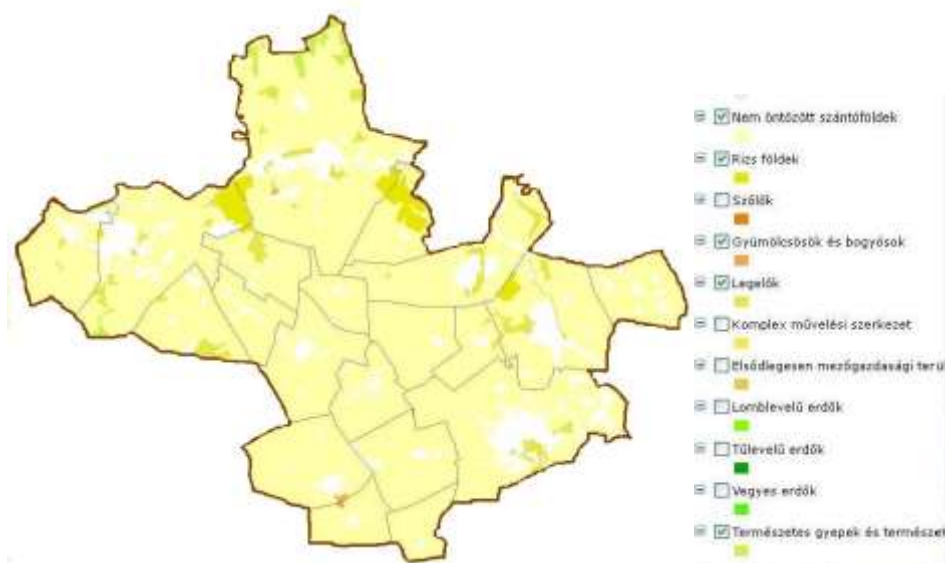 Nem öntözött szántóföldek
Rizs földek
Szőlők
Gyümölcsösök és bogyósok
Legelők
Komplex művelési szerkezet
Elsődlegesen mezőgazdasági terül
Lomblevelű erdők
Tűlevelű erdők
Vegyes erdők
Természetes gyepek és természet